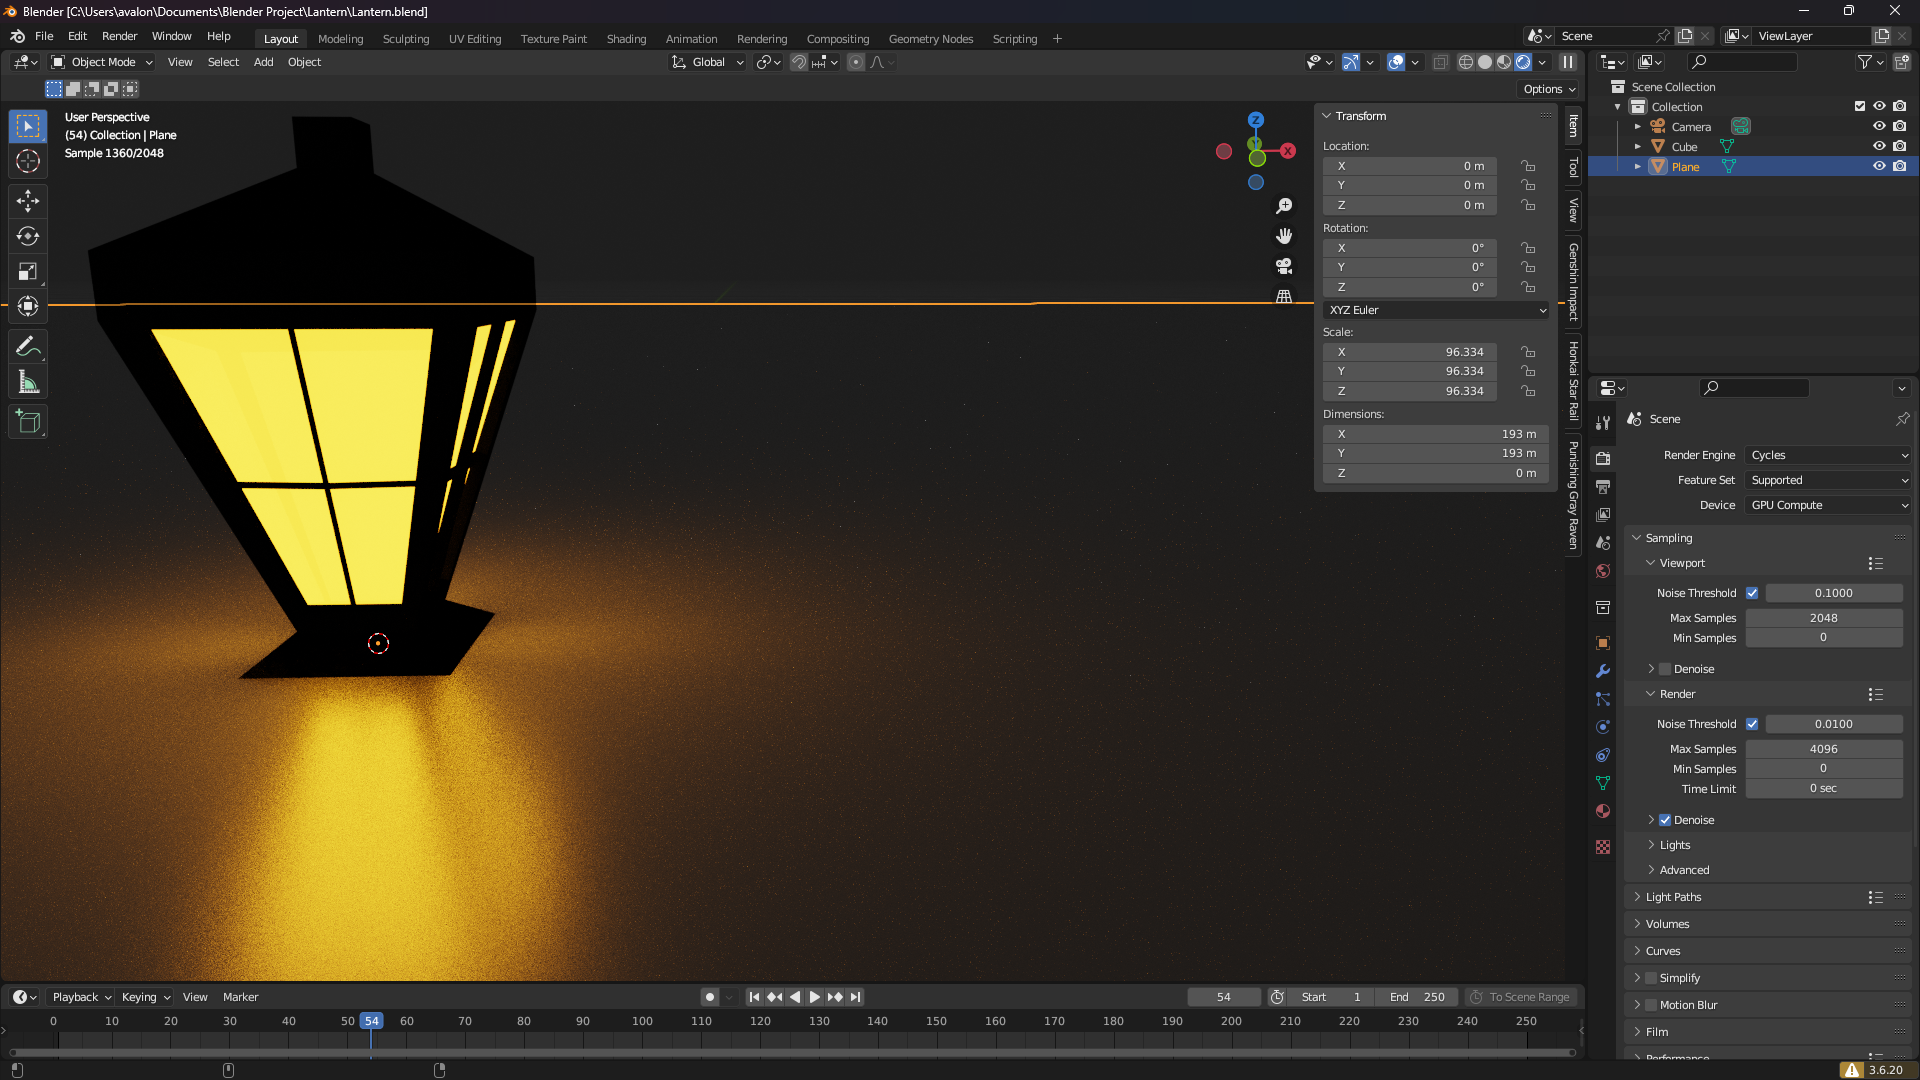 Blender [C:\Users\avalon\Documents\Blender Project\Lantern\Lantern.blend]
File Edit Render Window Help Layout Modeling Sculpting UV Editing Texture Paint Shading Animation Rendering Compositing Geometry Nodes Scripting + Scene ViewLayer
Object Mode View Select Add Object Global
Options
User Perspective
(54) Collection | Plane
Sample 1360/2048
Z
X
Transform
Location:
X 0 m
Y 0 m
Z 0 m
Rotation:
X 0°
Y 0°
Z 0°
XYZ Euler
Scale:
X 96.334
Y 96.334
Z 96.334
Dimensions:
X 193 m
Y 193 m
Z 0 m
Item
Tool
View
Genshin Impact
Honkai Star Rail
Punishing Gray Raven
Scene Collection
Collection
Camera
Cube
Plane
Scene
Render Engine Cycles
Feature Set Supported
Device GPU Compute
Sampling
Viewport
Noise Threshold 0.1000
Max Samples 2048
Min Samples 0
Denoise
Render
Noise Threshold 0.0100
Max Samples 4096
Min Samples 0
Time Limit 0 sec
Denoise
Lights
Advanced
Light Paths
Volumes
Curves
Simplify
Motion Blur
Film
Performance
Playback Keying View Marker 54 Start 1 End 250 To Scene Range
0 10 20 30 40 50 54 60 70 80 90 100 110 120 130 140 150 160 170 180 190 200 210 220 230 240 250
3.6.20